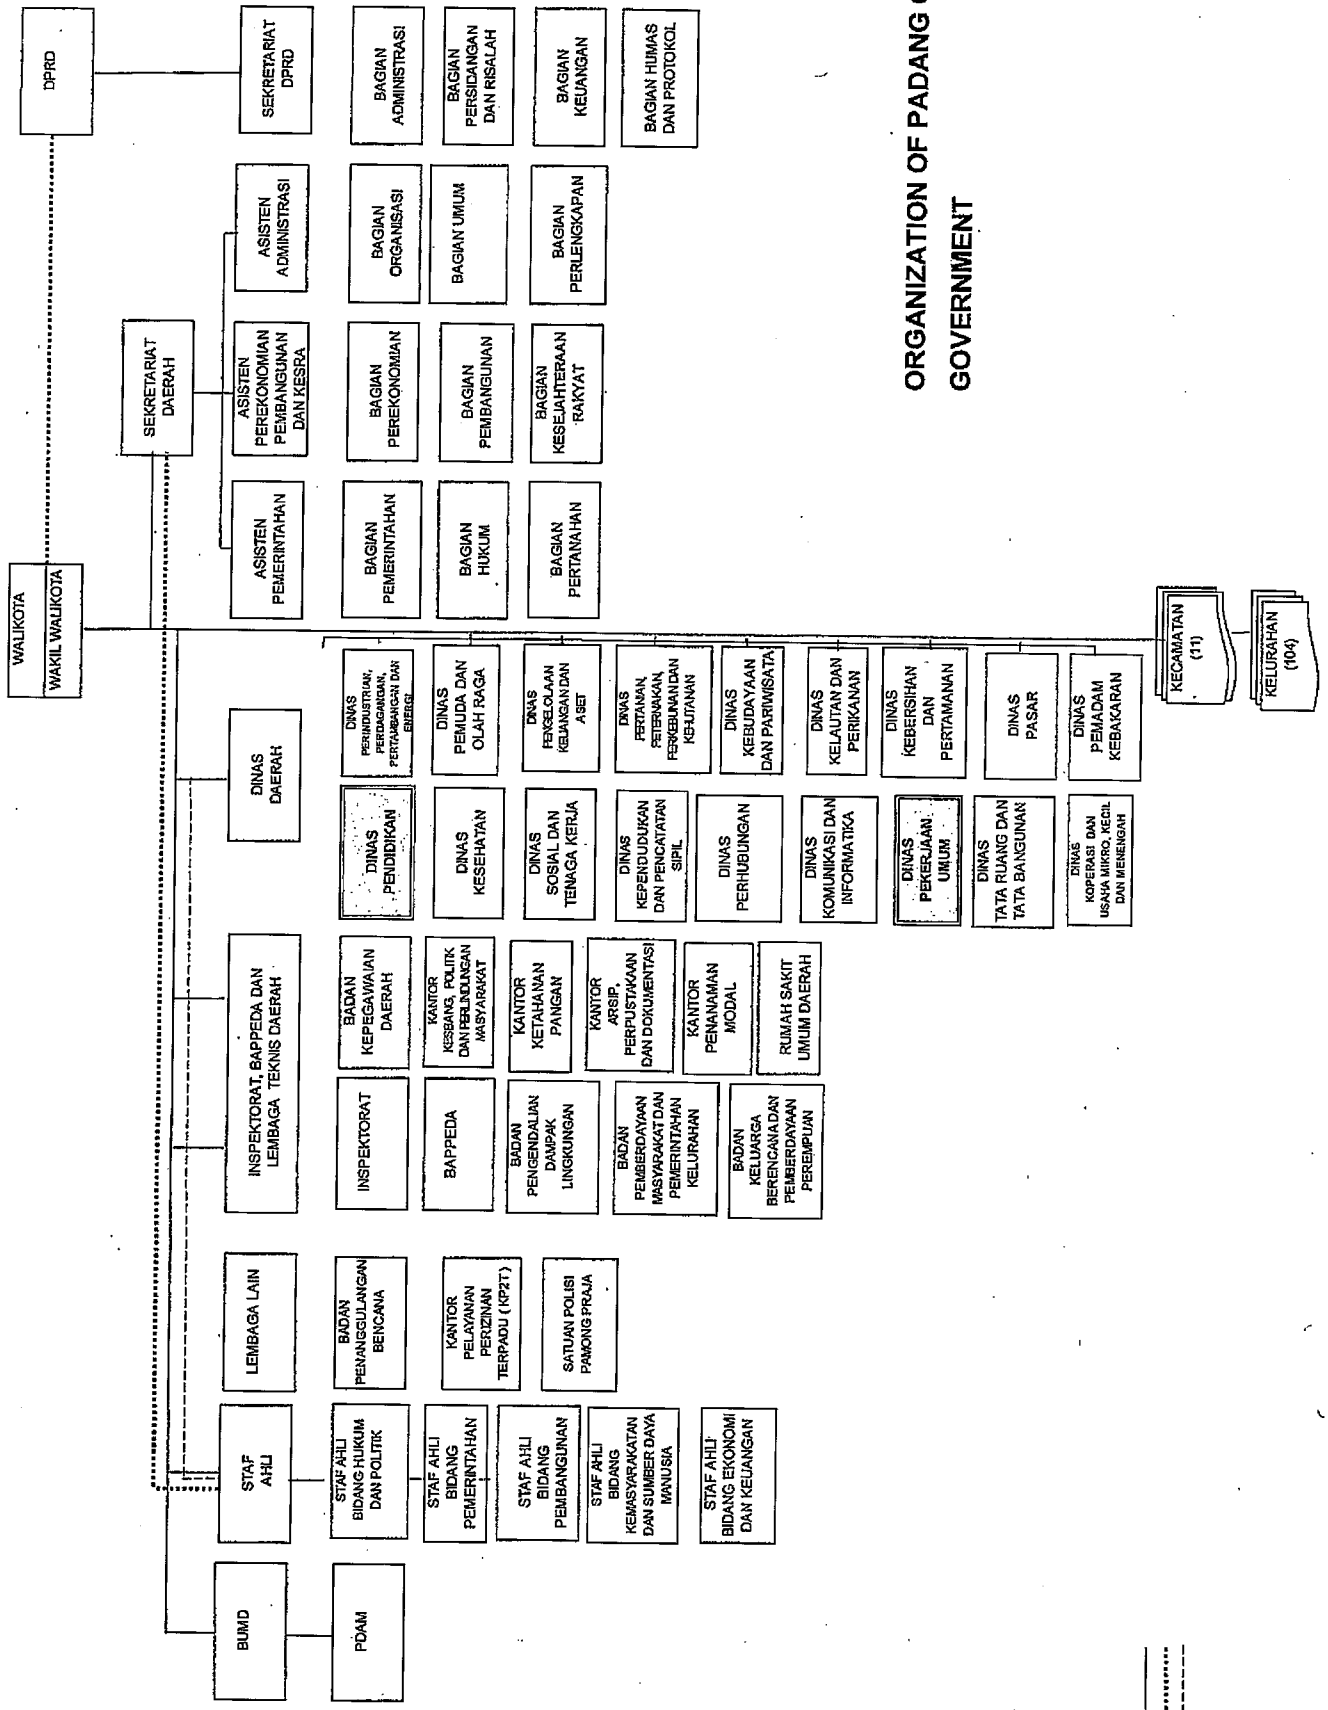 WALIKOTA
WAKIL WALIKOTA
DPRD
SEKRETARIAT
DAERAH
BUMD
STAF
AHLI
LEMBAGA LAIN
INSPEKTORAT, BAPPEDA DAN
LEMBAGA TEKNIS DAERAH
DINAS
DAERAH
ASISTEN
PEMERINTAHAN
ASISTEN
PEREKONOMIAN
PEMBANGUNAN
DAN KESRA
ASISTEN
ADMINISTRASI
SEKRETARIAT
DPRD
PDAM
STAF AHLI
BIDANG HUKUM
DAN POLITIK
STAF AHLI
BIDANG
PEMERINTAHAN
STAF AHLI
BIDANG
PEMBANGUNAN
STAF AHLI
BIDANG
KEMASYARAKATAN
DAN SUMBER DAYA
MANUSIA
STAF AHLI
BIDANG EKONOMI
DAN KEUANGAN
BADAN
PENANGGULANGAN
BENCANA
KANTOR
PELAYANAN
PERIZINAN
TERPADU (KP2T)
SATUAN POLISI
PAMONG PRAJA
INSPEKTORAT
BAPPEDA
BADAN
PENGENDALIAN
DAMPAK
LINGKUNGAN
BADAN
PEMBERDAYAAN
MASYARAKAT DAN
PEMERINTAHAN
KELURAHAN
BADAN
KELUARGA
BERENCANA DAN
PEMBERDAYAAN
PEREMPUAN
BADAN
KEPEGAWAIAN
DAERAH
KANTOR
KESBANG, POLITIK
DAN PERLINDUNGAN
MASYARAKAT
KANTOR
KETAHANAN
PANGAN
KANTOR
ARSIP,
PERPUSTAKAAN
DAN DOKUMENTASI
KANTOR
PENANAMAN
MODAL
RUMAH SAKIT
UMUM DAERAH
DINAS
PENDIDIKAN
DINAS
KESEHATAN
DINAS
SOSIAL DAN
TENAGA KERJA
DINAS
KEPENDUDUKAN
DAN PENCATATAN
SIPIL
DINAS
PERHUBUNGAN
DINAS
KOMUNIKASI DAN
INFORMATIKA
DINAS
PEKERJAAN
UMUM
DINAS
TATA RUANG DAN
TATA BANGUNAN
DINAS
KOPERASI DAN
USAHA MIKRO, KECIL
DAN MENENGAH
DINAS
PERINDUSTRIAN,
PERDAGANGAN,
PERTAMBANGAN DAN
ENERGI
DINAS
PEMUDA DAN
OLAH RAGA
DINAS
PENGELOLAAN
KEUANGAN DAN
ASET
DINAS
PERTANIAN,
PETERNAKAN,
PERKEBUNAN DAN
KEHUTANAN
DINAS
KEBUDAYAAN
DAN PARIWISATA
DINAS
KELAUTAN DAN
PERIKANAN
DINAS
KEBERSIHAN
DAN
PERTAMANAN
DINAS
PASAR
DINAS
PEMADAM
KEBAKARAN
BAGIAN
PEMERINTAHAN
BAGIAN
HUKUM
BAGIAN
PERTANAHAN
BAGIAN
PEREKONOMIAN
BAGIAN
PEMBANGUNAN
BAGIAN
KESEJAHTERAAN
RAKYAT
BAGIAN
ORGANISASI
BAGIAN UMUM
BAGIAN
PERLENGKAPAN
BAGIAN
ADMINISTRASI
BAGIAN
PERSIDANGAN
DAN RISALAH
BAGIAN
KEUANGAN
BAGIAN HUMAS
DAN PROTOKOL
KECAMATAN
(11)
KELURAHAN
(104)
ORGANIZATION OF PADANG
GOVERNMENT